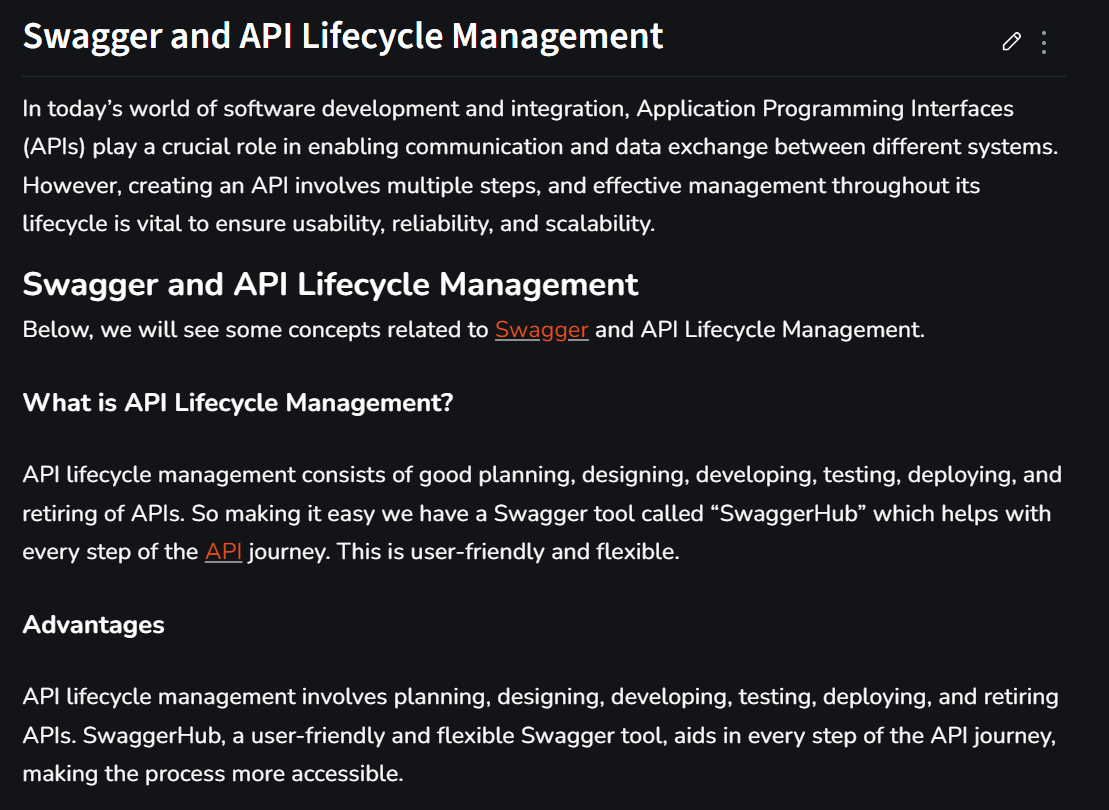 Swagger and API Lifecycle Management
In today’s world of software development and integration, Application Programming Interfaces
(APIs) play a crucial role in enabling communication and data exchange between different systems.
However, creating an API involves multiple steps, and effective management throughout its
lifecycle is vital to ensure usability, reliability, and scalability.
Swagger and API Lifecycle Management
Below, we will see some concepts related to Swagger and API Lifecycle Management.
What is API Lifecycle Management?
API lifecycle management consists of good planning, designing, developing, testing, deploying, and
retiring of APIs. So making it easy we have a Swagger tool called “SwaggerHub” which helps with
every step of the API journey. This is user-friendly and flexible.
Advantages
API lifecycle management involves planning, designing, developing, testing, deploying, and retiring
APIs. SwaggerHub, a user-friendly and flexible Swagger tool, aids in every step of the API journey,
making the process more accessible.